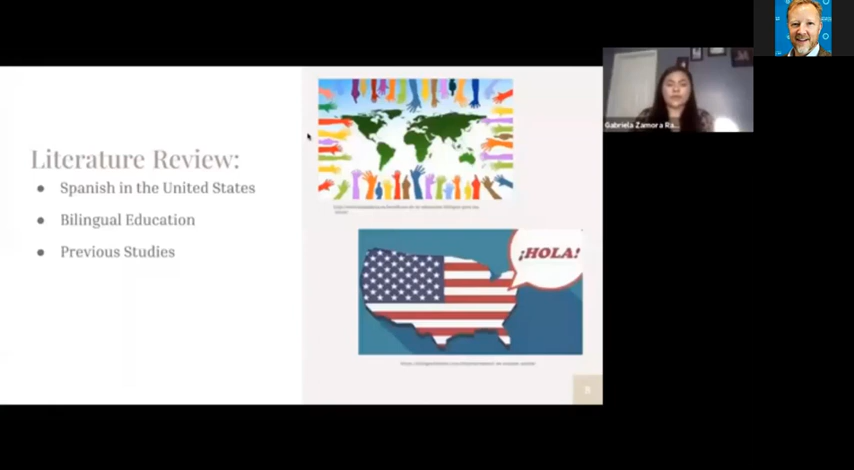 Literature Review:
● Spanish in the United States
● Bilingual Education
● Previous Studies
¡HOLA!
Gabriela Zamora Ra...